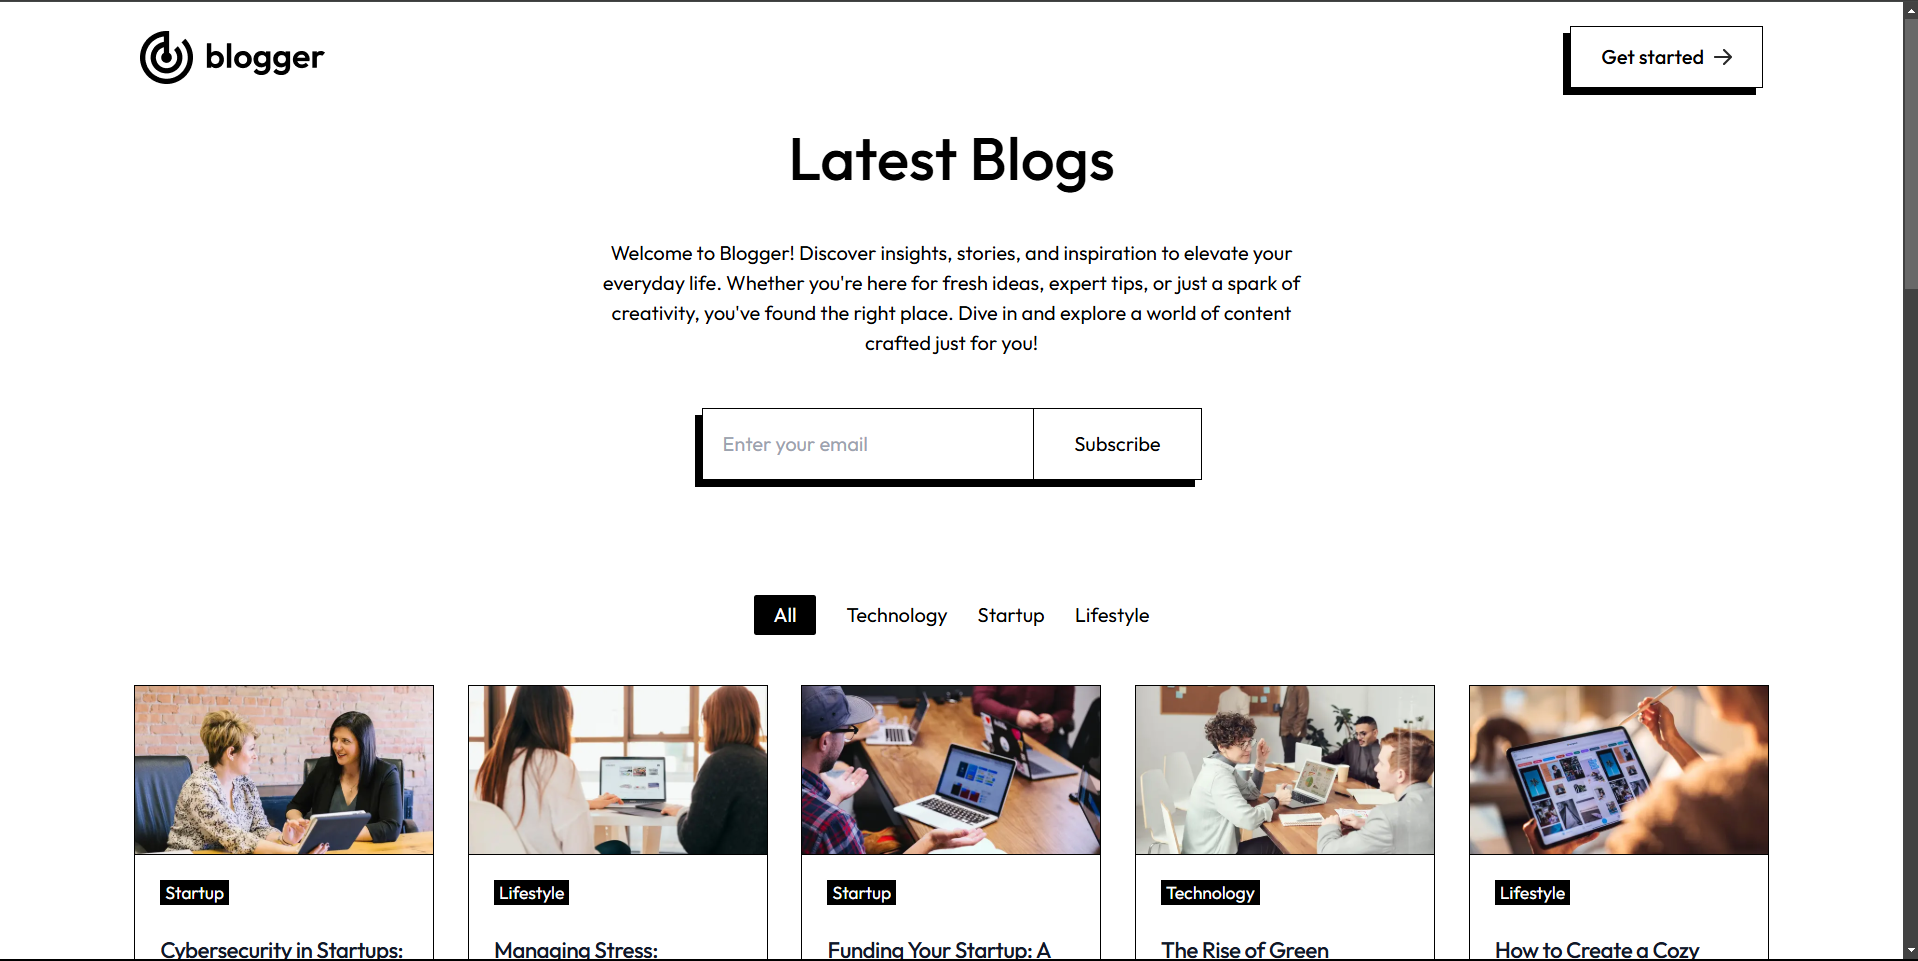 blogger
Get started
Latest Blogs
Welcome to Blogger! Discover insights, stories, and inspiration to elevate your
everyday life. Whether you're here for fresh ideas, expert tips, or just a spark of
creativity, you've found the right place. Dive in and explore a world of content
crafted just for you!
Enter your email
Subscribe
All
Technology
Startup
Lifestyle
Startup
Lifestyle
Startup
Technology
Lifestyle
Cybersecurity in Startups:
Managing Stress:
Funding Your Startup: A
The Rise of Green
How to Create a Cozy